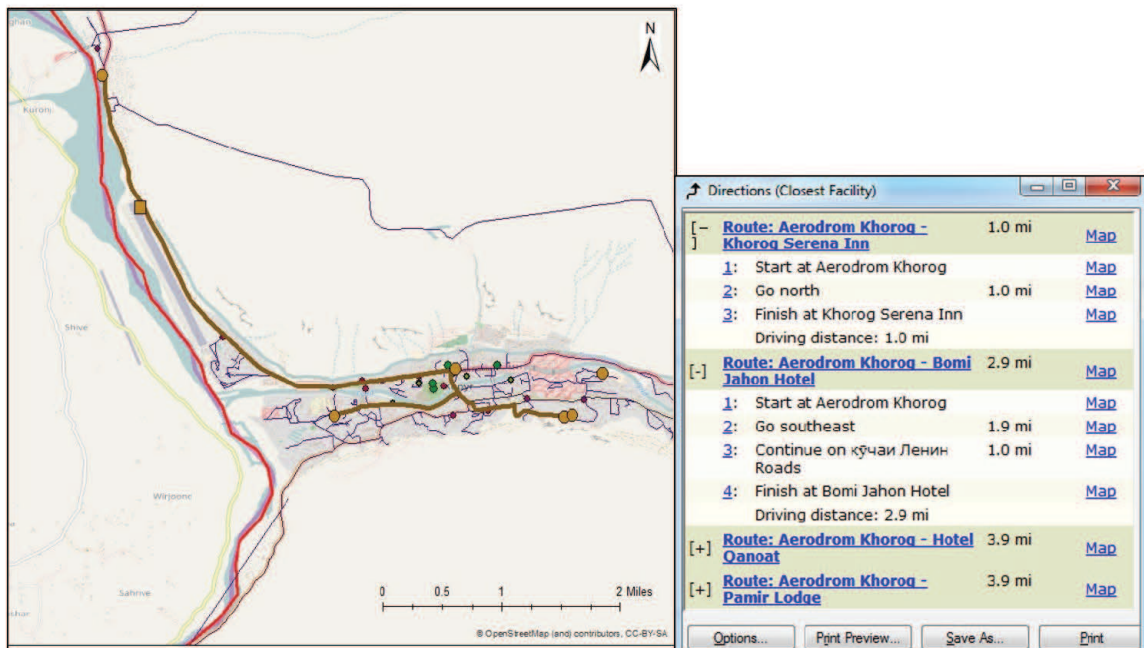 N
Kuronj
Shive
Wirjoone
Sahrive
0 0.5 1 2 Miles
© OpenStreetMap (and) contributors, CC-BY-SA
Directions (Closest Facility)
[-] Route: Aerodrom Khorog - 1.0 mi Map
Khorog Serena Inn
1: Start at Aerodrom Khorog Map
2: Go north 1.0 mi Map
3: Finish at Khorog Serena Inn Map
Driving distance: 1.0 mi
[-] Route: Aerodrom Khorog - Bomi 2.9 mi Map
Jahon Hotel
1: Start at Aerodrom Khorog Map
2: Go southeast 1.9 mi Map
3: Continue on кӯчаи Ленин 1.0 mi Map
Roads
4: Finish at Bomi Jahon Hotel Map
Driving distance: 2.9 mi
[+] Route: Aerodrom Khorog - Hotel 3.9 mi Map
Qanoat
[+] Route: Aerodrom Khorog - 3.9 mi Map
Pamir Lodge
Options... Print Preview... Save As... Print